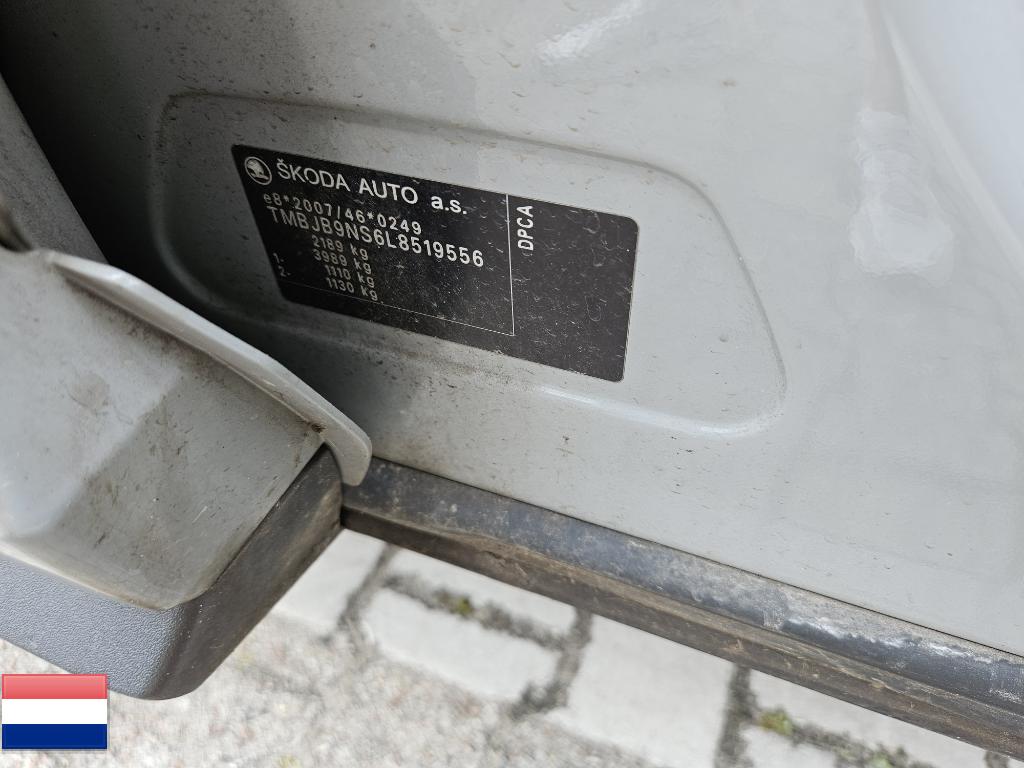 ŠKODA AUTO a.s.
e8*2007/46*0249
TMBJB9NS6L8519556
2189 kg
3989 kg
1. 1110 kg
2. 1130 kg
DPCA